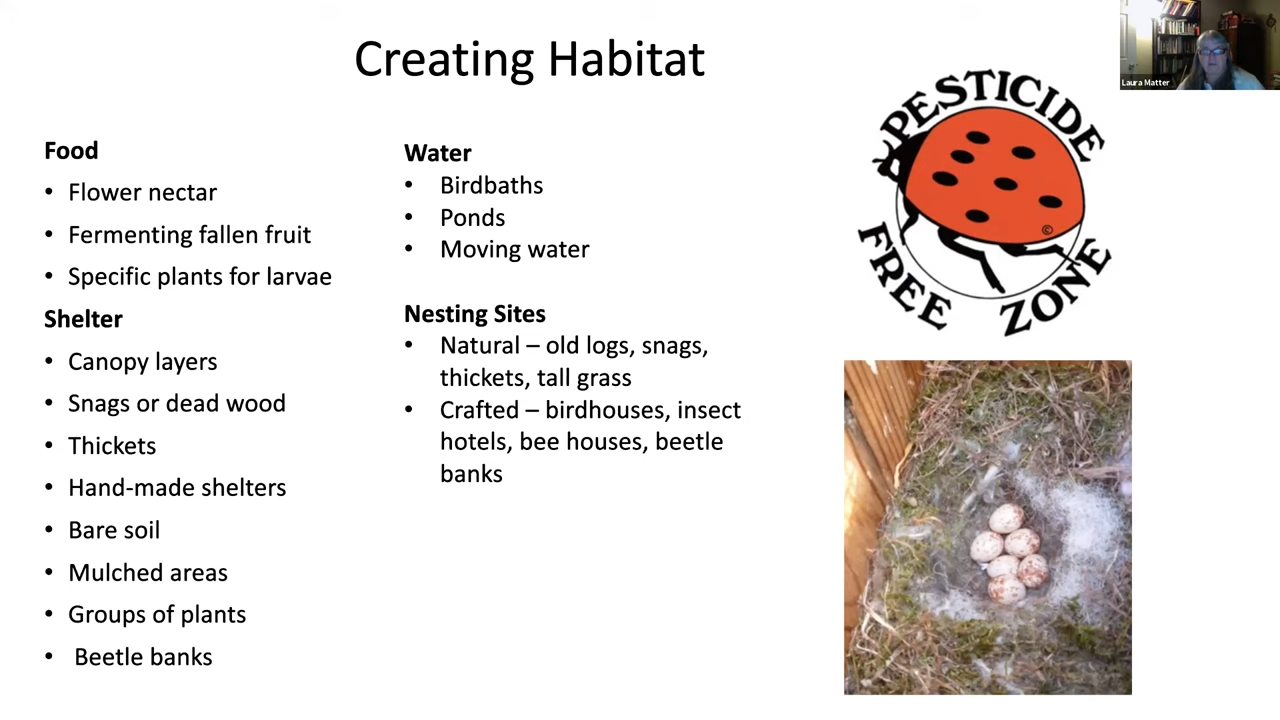 Creating Habitat
Food
• Flower nectar
• Fermenting fallen fruit
• Specific plants for larvae
Shelter
• Canopy layers
• Snags or dead wood
• Thickets
• Hand-made shelters
• Bare soil
• Mulched areas
• Groups of plants
• Beetle banks
Water
• Birdbaths
• Ponds
• Moving water
Nesting Sites
• Natural – old logs, snags,
thickets, tall grass
• Crafted – birdhouses, insect
hotels, bee houses, beetle
banks
PESTICIDE
FREE ZONE
©
Laura Matter